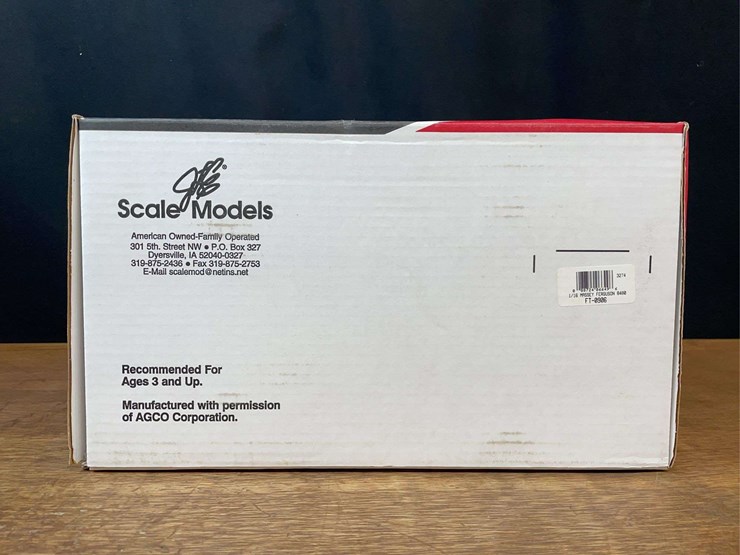 Scale Models
American Owned-Family Operated
301 5th. Street NW ● P.O. Box 327
Dyersville, IA 52040-0327
319-875-2436 ● Fax 319-875-2753
E-Mail scalemod@netins.net
3274
1/16 MASSEY FERGUSON
FT-0906
Recommended For
Ages 3 and Up.
Manufactured with permission
of AGCO Corporation.